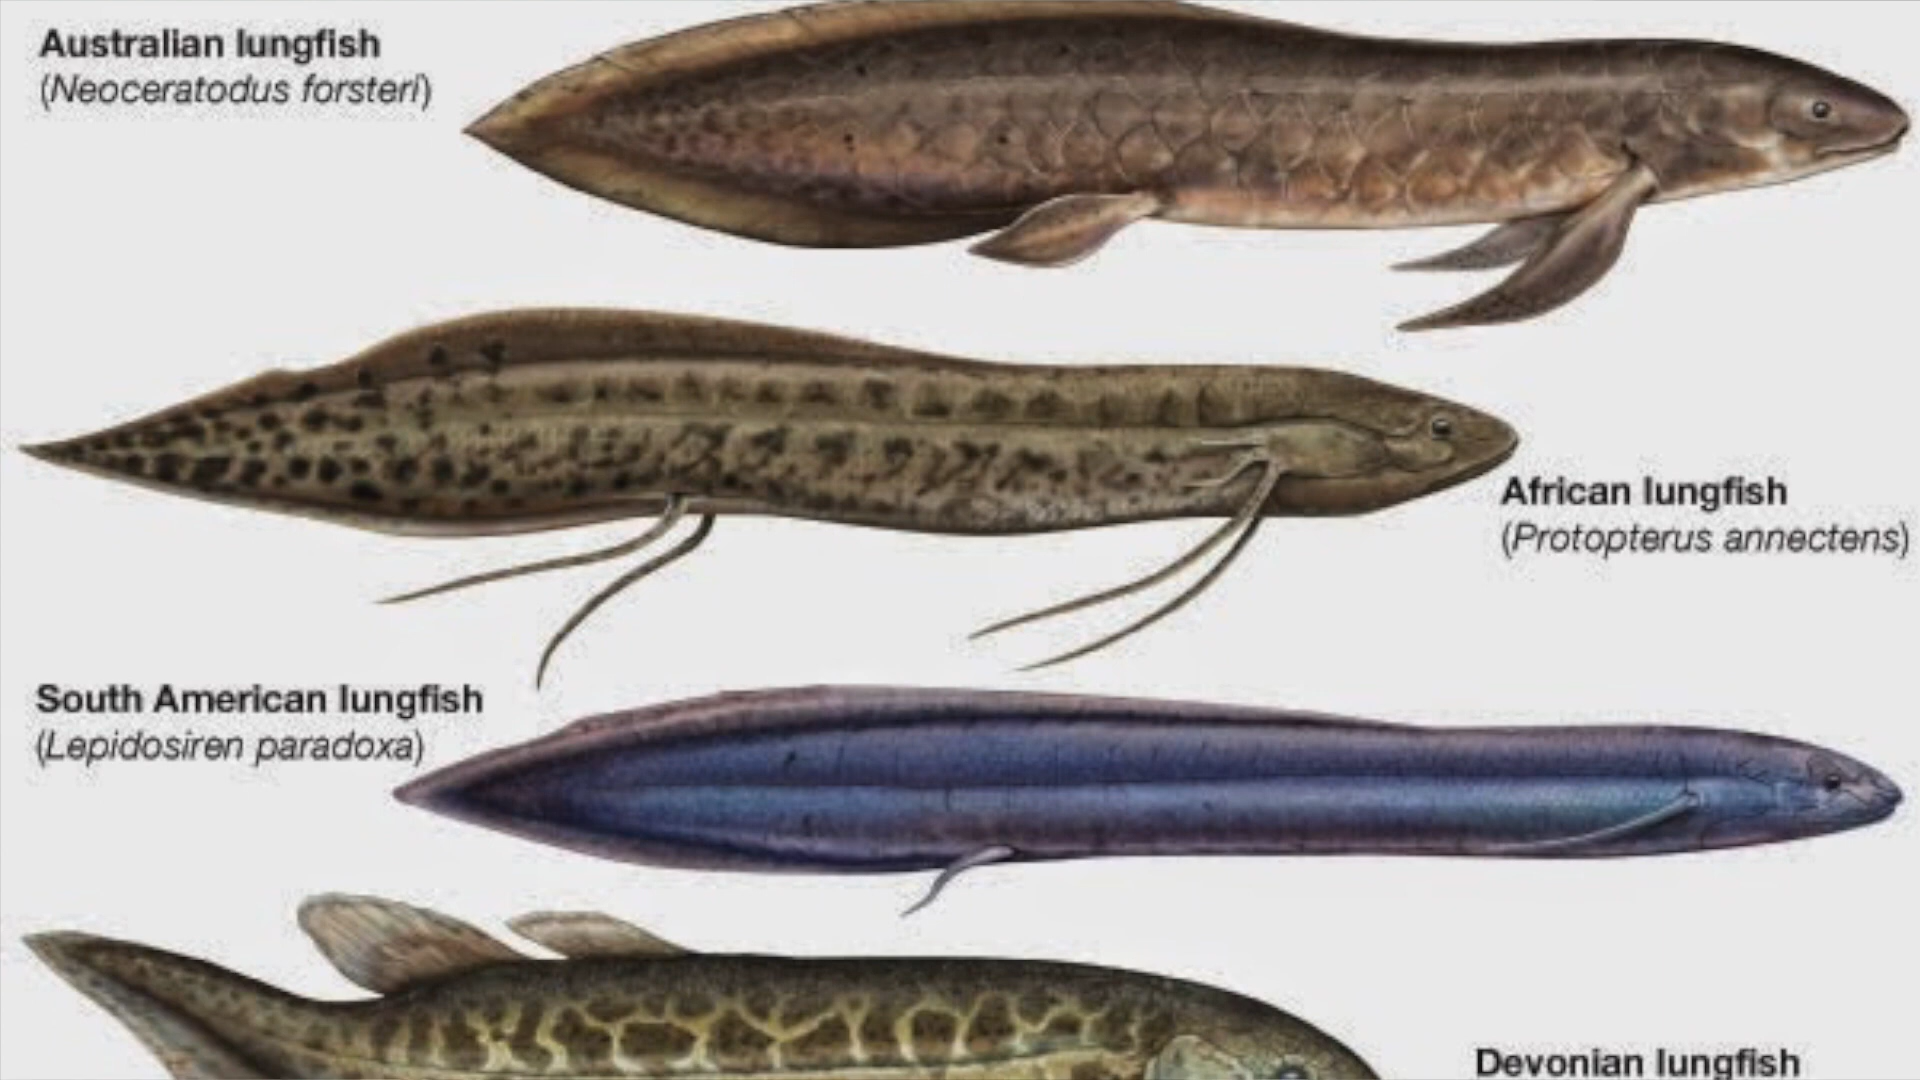 Australian lungfish
(Neoceratodus forsteri)
African lungfish
(Protopterus annectens)
South American lungfish
(Lepidosiren paradoxa)
Devonian lungfish